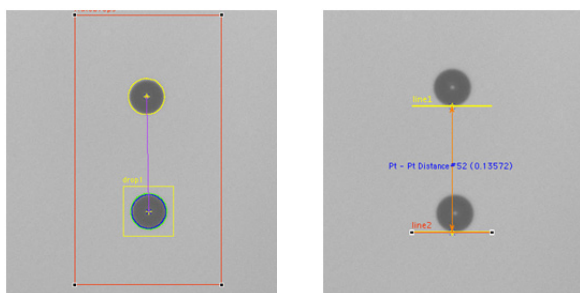 drop1
line1
Pt - Pt Distance #52 (0.13572)
line2